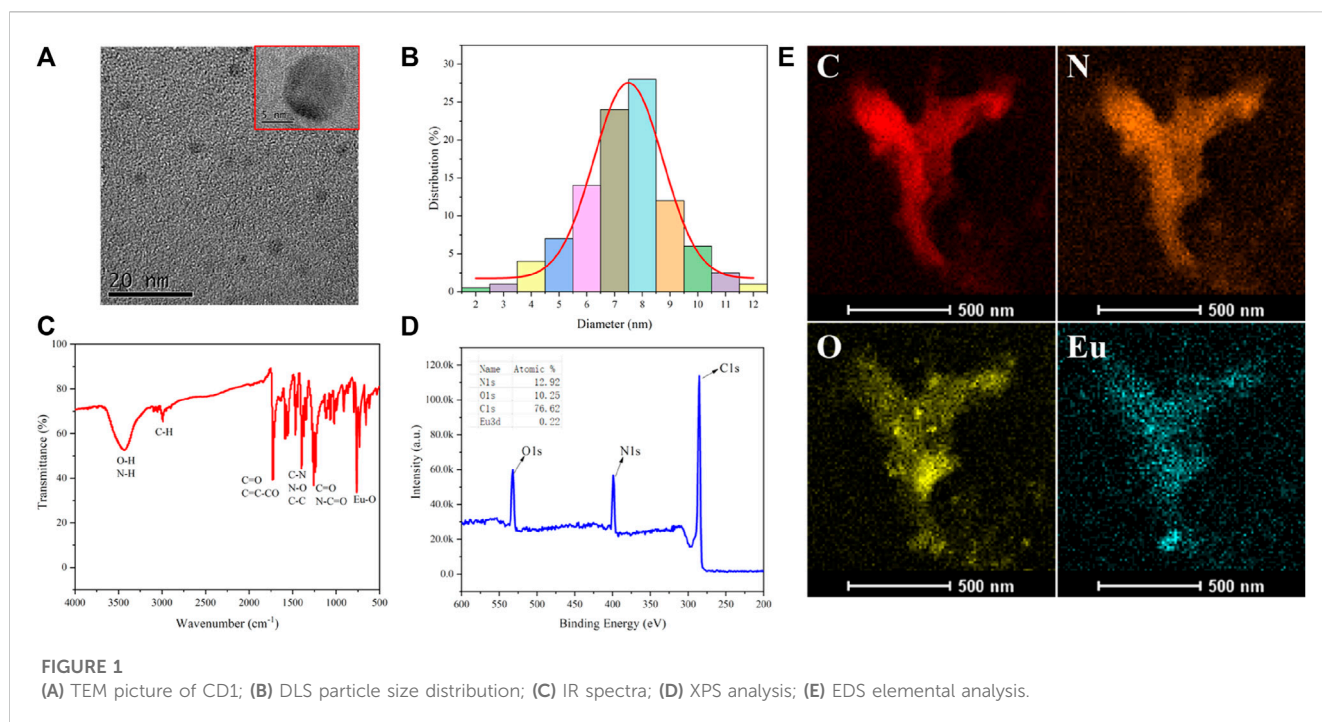 A
5 nm
20 nm
B
Distribution (%)
30
25
20
15
10
5
0
2 3 4 5 6 7 8 9 10 11 12
Diameter (nm)
C
Transmittance (%)
100
80
60
40
20
0
O-H
N-H
C-H
C=O
C=C-CO
C-N
N-O
C-C
C=O
N-C=O
Eu-O
4000 3500 3000 2500 2000 1500 1000 500
Wavenumber (cm⁻¹)
D
Intensity (a.u.)
120.0k
100.0k
80.0k
60.0k
40.0k
20.0k
0.0
Name Atomic %
N1s 12.92
O1s 10.25
C1s 76.62
Eu3d 0.22
O1s
N1s
C1s
600 550 500 450 400 350 300 250 200
Binding Energy (eV)
E
C
500 nm
N
500 nm
O
500 nm
Eu
500 nm
FIGURE 1
(A) TEM picture of CD1; (B) DLS particle size distribution; (C) IR spectra; (D) XPS analysis; (E) EDS elemental analysis.